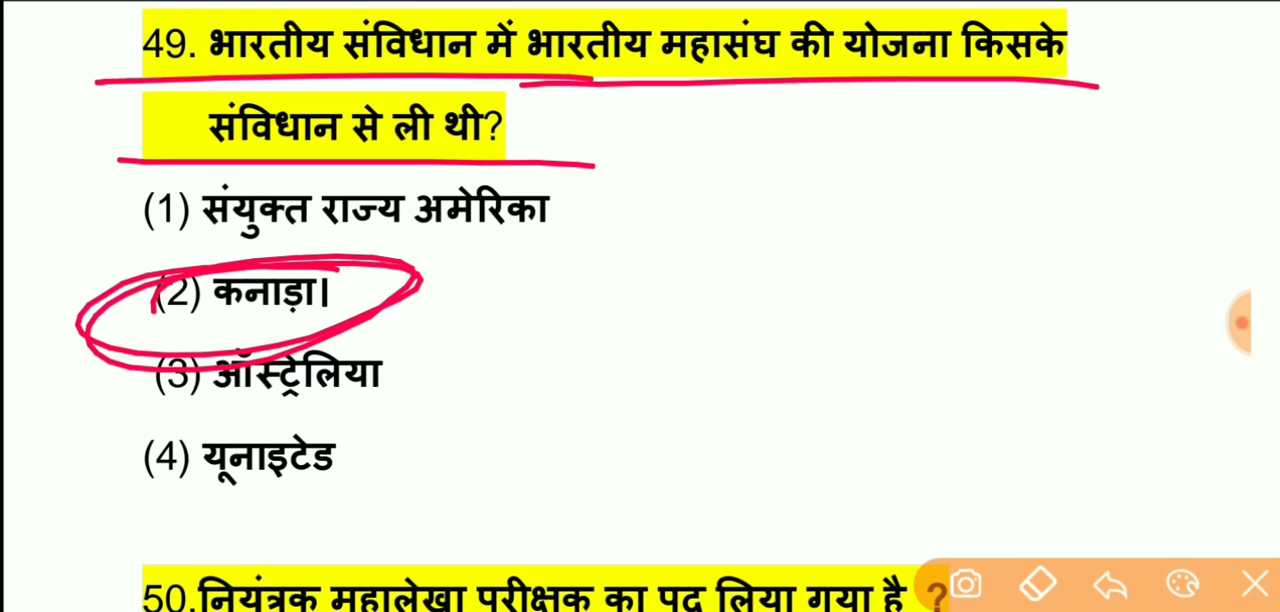 49. भारतीय संविधान में भारतीय महासंघ की योजना किसके
संविधान से ली थी?
(1) संयुक्त राज्य अमेरिका
(2) कनाड़ा।
(3) ऑस्ट्रेलिया
(4) यूनाइटेड
50.नियंत्रक महालेखा परीक्षक का पद लिया गया है ?